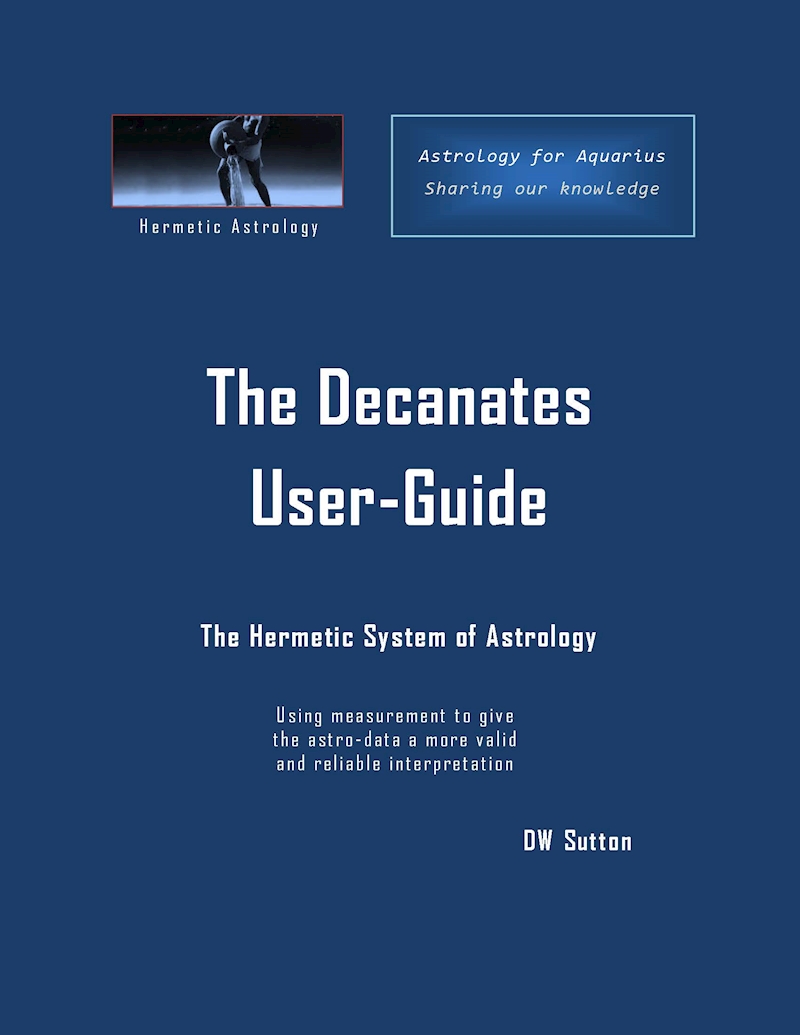 Hermetic Astrology
Astrology for Aquarius
Sharing our knowledge
The Decanates
User-Guide
The Hermetic System of Astrology
Using measurement to give
the astro-data a more valid
and reliable interpretation
DW Sutton